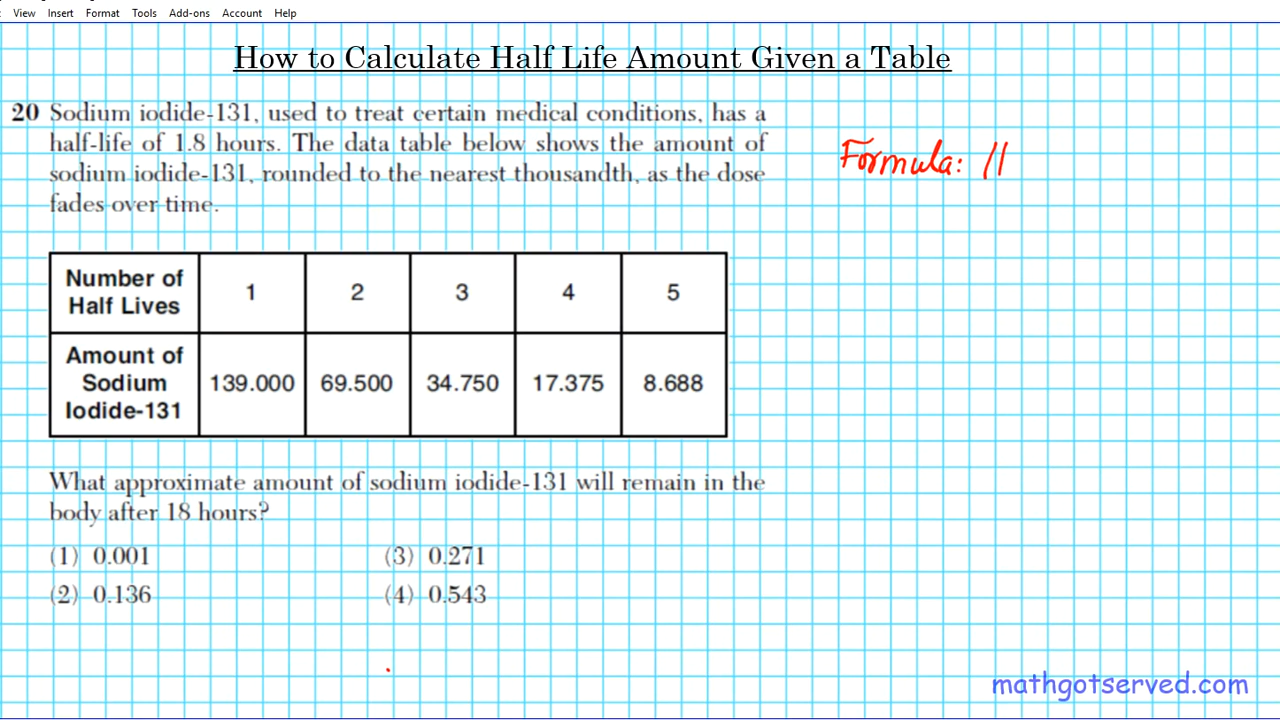 View Insert Format Tools Add-ons Account Help
How to Calculate Half Life Amount Given a Table
20 Sodium iodide-131, used to treat certain medical conditions, has a
half-life of 1.8 hours. The data table below shows the amount of
sodium iodide-131, rounded to the nearest thousandth, as the dose
fades over time.
Formula:
Number of
Half Lives
1 2 3 4 5
Amount of
Sodium
Iodide-131
139.000 69.500 34.750 17.375 8.688
What approximate amount of sodium iodide-131 will remain in the
body after 18 hours?
(1) 0.001 (3) 0.271
(2) 0.136 (4) 0.543
mathgotserved.com